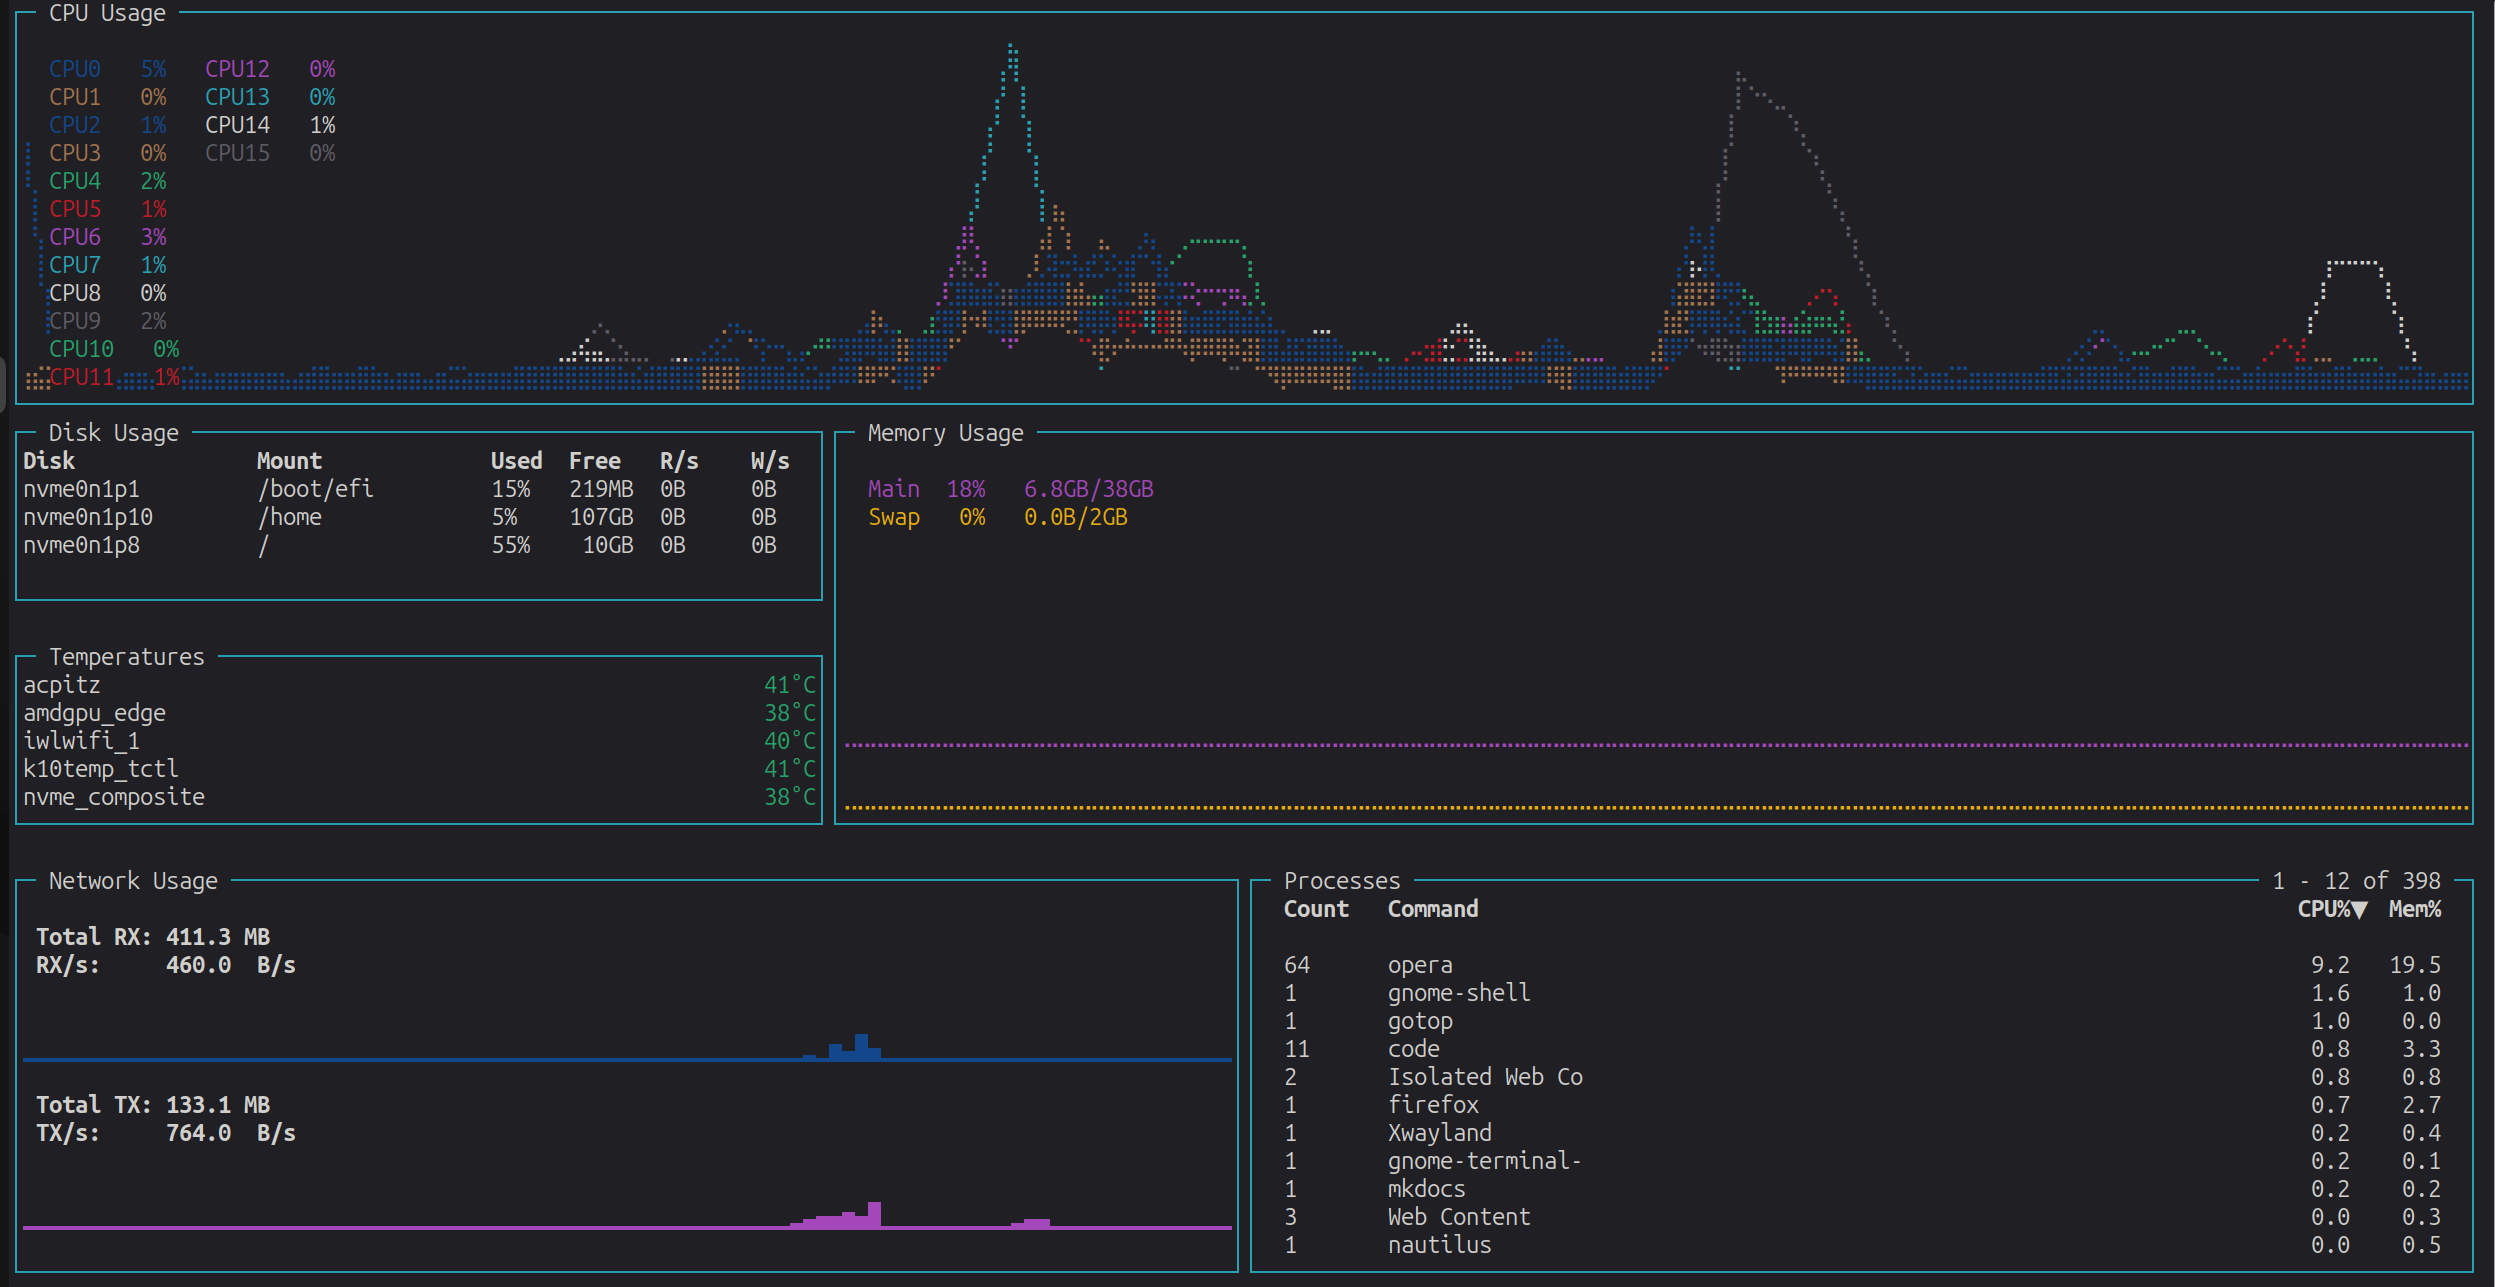 CPU Usage
CPU0 5% CPU12 0%
CPU1 0% CPU13 0%
CPU2 1% CPU14 1%
CPU3 0% CPU15 0%
CPU4 2%
CPU5 1%
CPU6 3%
CPU7 1%
CPU8 0%
CPU9 2%
CPU10 0%
CPU11 1%
Disk Usage
Disk Mount Used Free R/s W/s
nvme0n1p1 /boot/efi 15% 219MB 0B 0B
nvme0n1p10 /home 5% 107GB 0B 0B
nvme0n1p8 / 55% 10GB 0B 0B
Memory Usage
Main 18% 6.8GB/38GB
Swap 0% 0.0B/2GB
Temperatures
acpitz 41°C
amdgpu_edge 38°C
iwlwifi_1 40°C
k10temp_tctl 41°C
nvme_composite 38°C
Network Usage
Total RX: 411.3 MB
RX/s: 460.0 B/s
Total TX: 133.1 MB
TX/s: 764.0 B/s
Processes 1 - 12 of 398
Count Command CPU%▼ Mem%
64 opera 9.2 19.5
1 gnome-shell 1.6 1.0
1 gotop 1.0 0.0
11 code 0.8 3.3
2 Isolated Web Co 0.8 0.8
1 firefox 0.7 2.7
1 Xwayland 0.2 0.4
1 gnome-terminal- 0.2 0.1
1 mkdocs 0.2 0.2
3 Web Content 0.0 0.3
1 nautilus 0.0 0.5